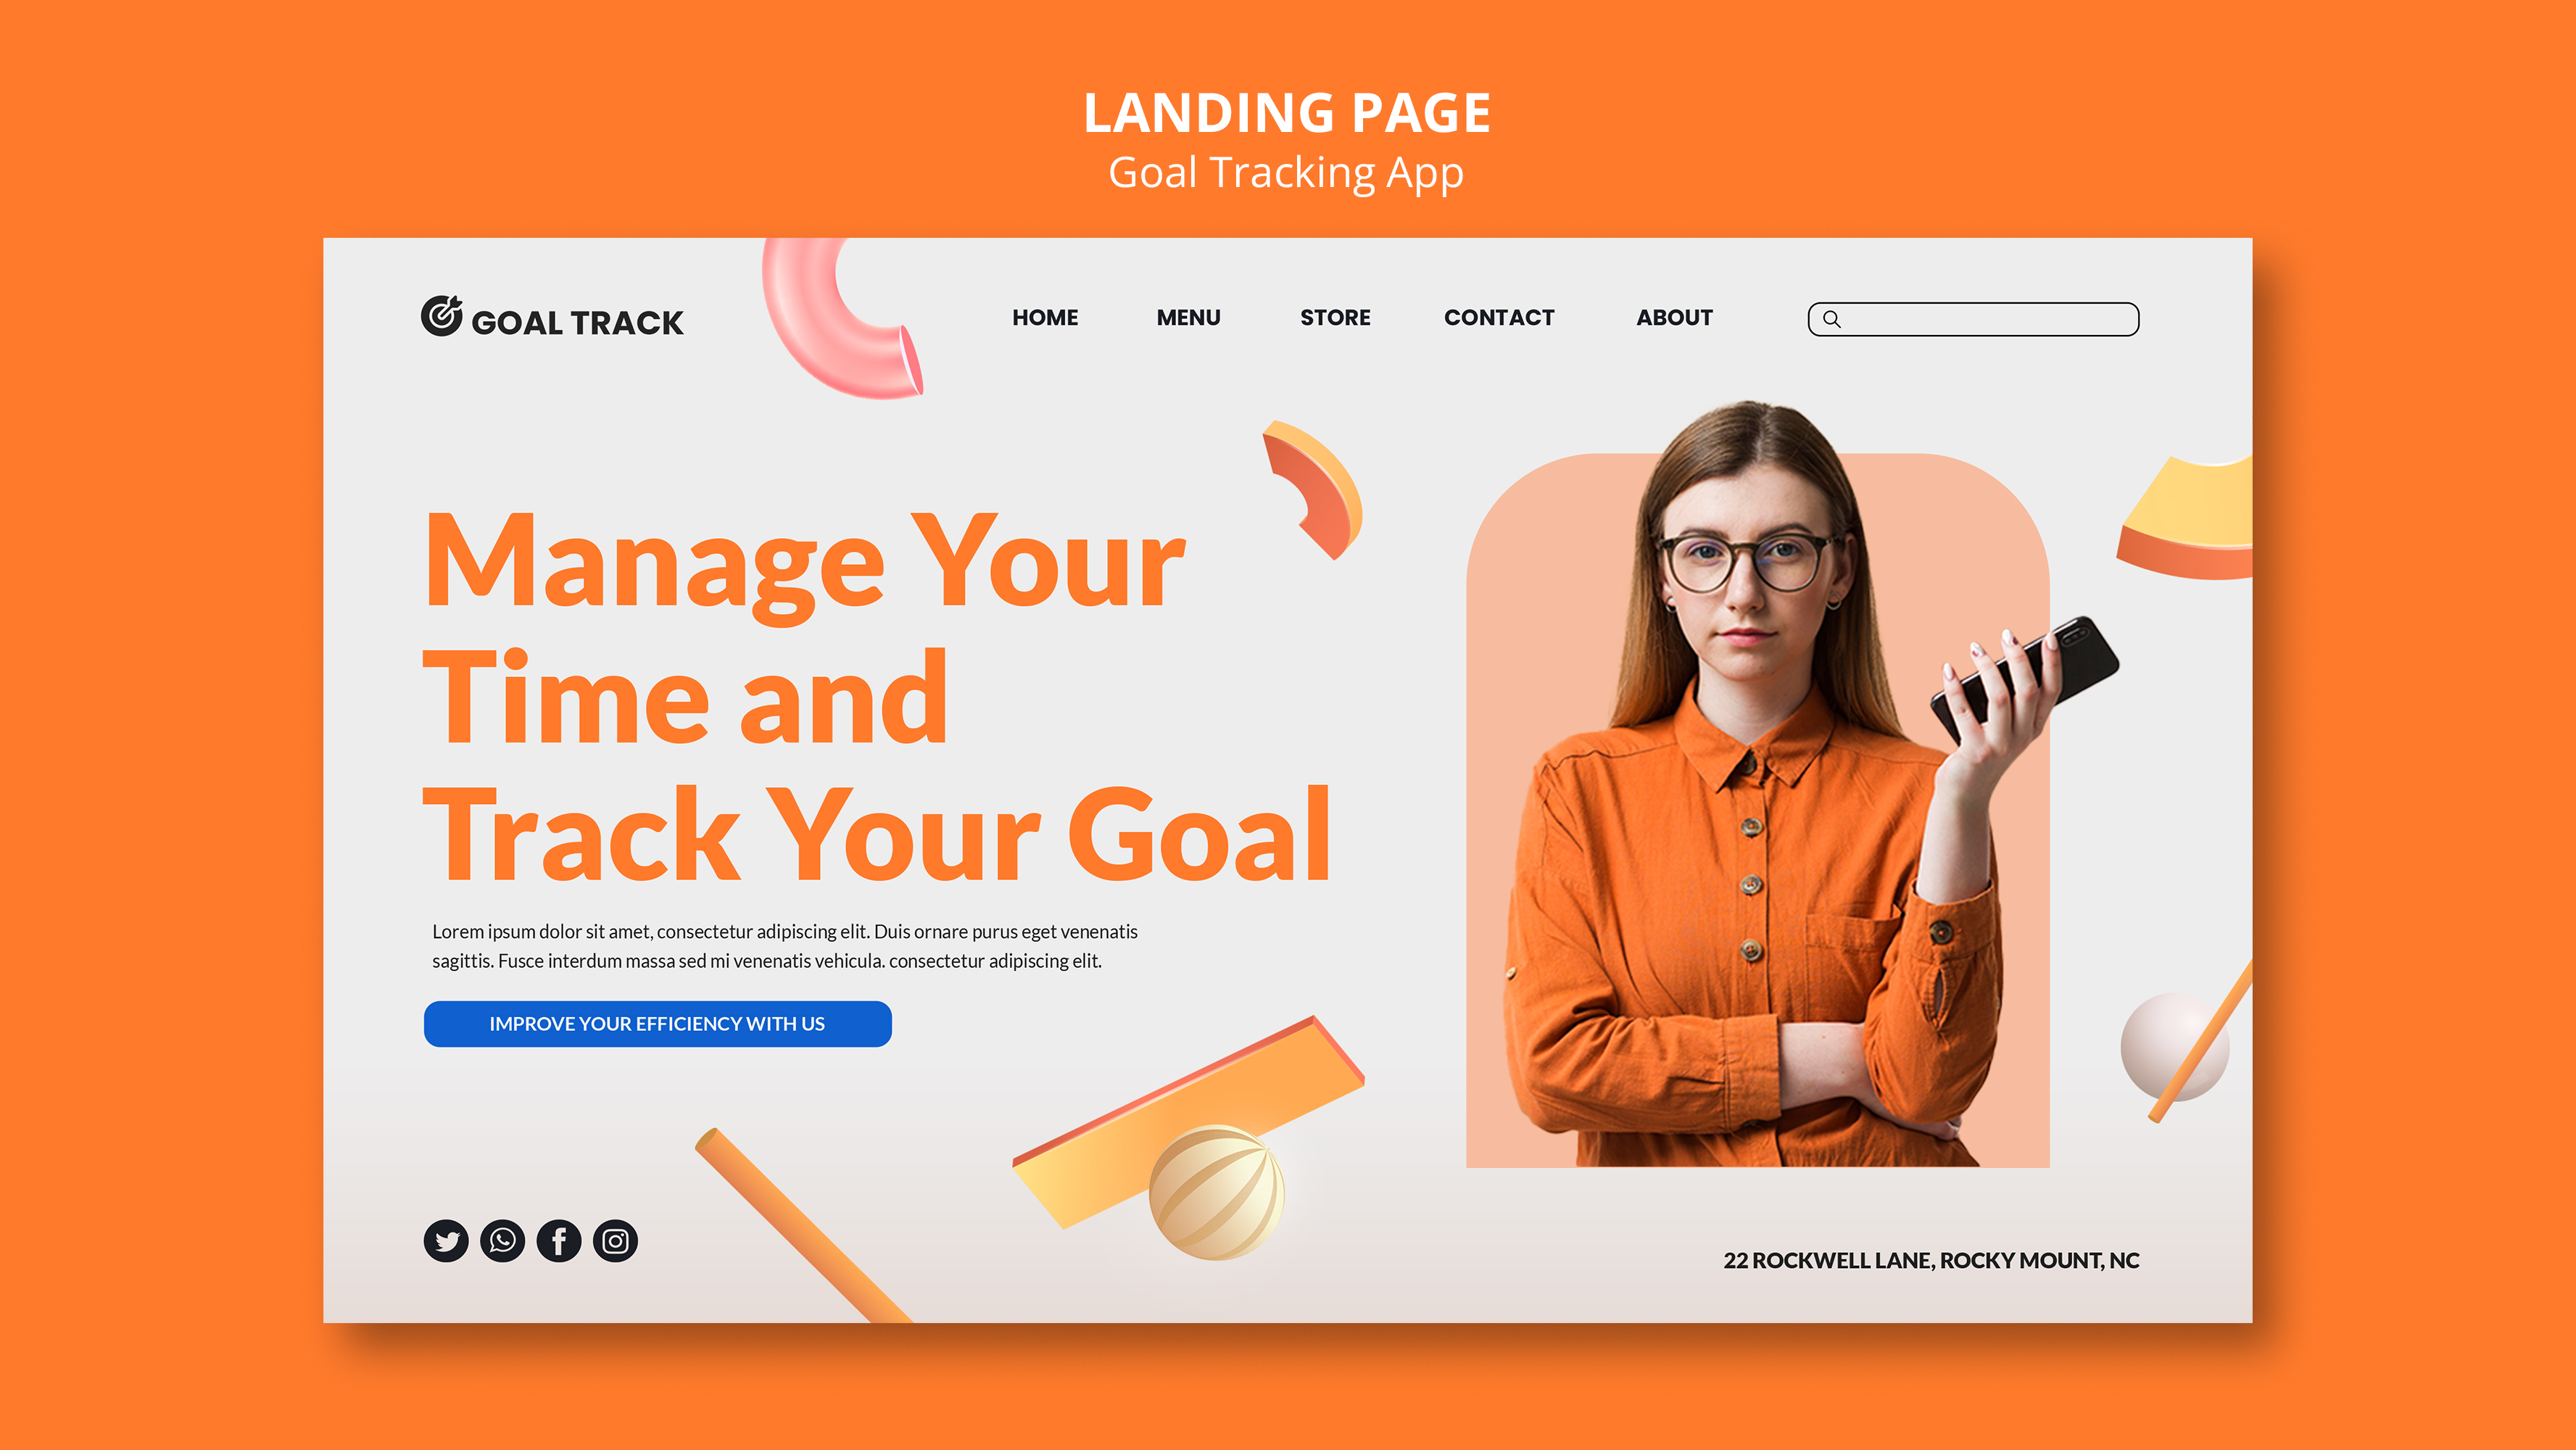 LANDING PAGE
Goal Tracking App
GOAL TRACK
HOME MENU STORE CONTACT ABOUT
Manage Your
Time and
Track Your Goal
Lorem ipsum dolor sit amet, consectetur adipiscing elit. Duis ornare purus eget venenatis
sagittis. Fusce interdum massa sed mi venenatis vehicula. consectetur adipiscing elit.
IMPROVE YOUR EFFICIENCY WITH US
22 ROCKWELL LANE, ROCKY MOUNT, NC